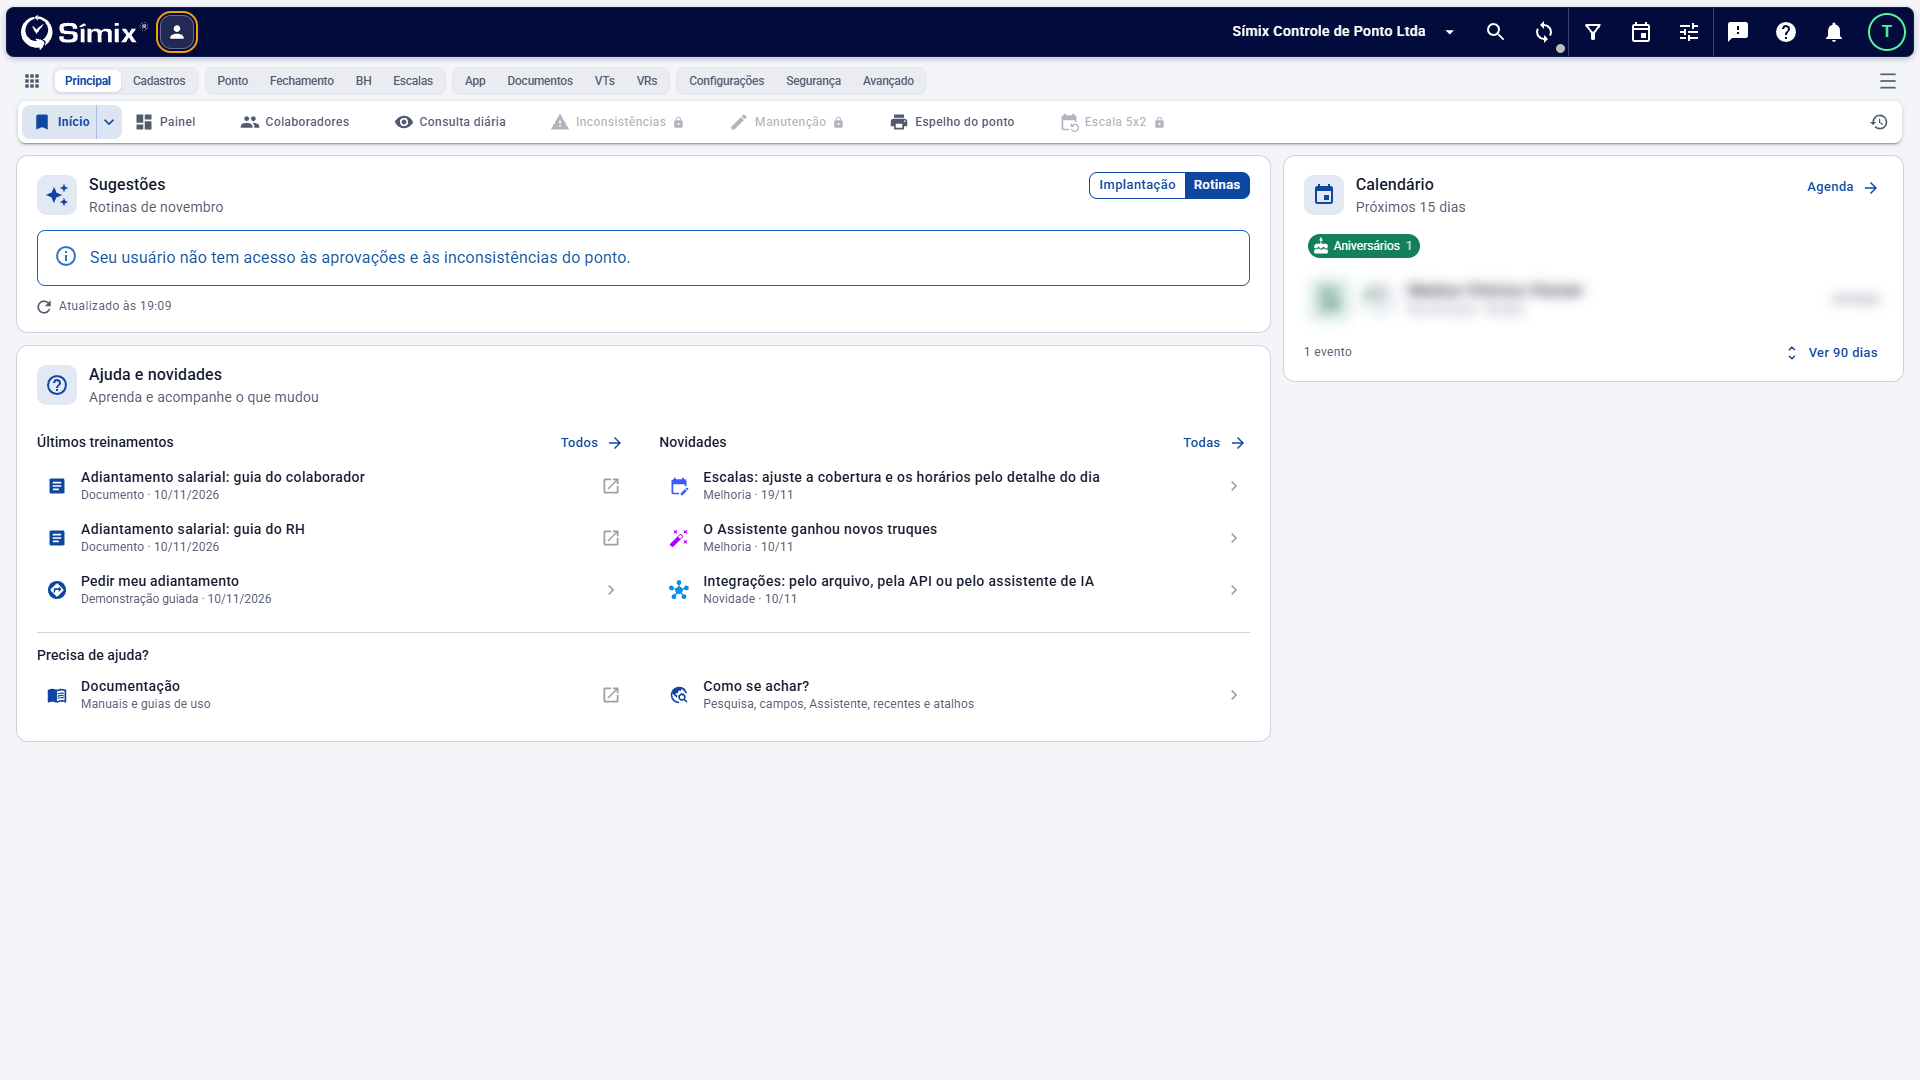 Símix®
Símix Controle de Ponto Ltda
T
Principal
Cadastros
Ponto
Fechamento
BH
Escalas
App
Documentos
VTs
VRs
Configurações
Segurança
Avançado
Início
Painel
Colaboradores
Consulta diária
Inconsistências
Manutenção
Espelho do ponto
Escala 5x2
Sugestões
Rotinas de novembro
Implantação
Rotinas
Seu usuário não tem acesso às aprovações e às inconsistências do ponto.
Atualizado às 19:09
Calendário
Próximos 15 dias
Agenda
Aniversários 1
1 evento
Ver 90 dias
Ajuda e novidades
Aprenda e acompanhe o que mudou
Últimos treinamentos
Todos
Adiantamento salarial: guia do colaborador
Documento · 10/11/2026
Adiantamento salarial: guia do RH
Documento · 10/11/2026
Pedir meu adiantamento
Demonstração guiada · 10/11/2026
Novidades
Todas
Escalas: ajuste a cobertura e os horários pelo detalhe do dia
Melhoria · 19/11
O Assistente ganhou novos truques
Melhoria · 10/11
Integrações: pelo arquivo, pela API ou pelo assistente de IA
Novidade · 10/11
Precisa de ajuda?
Documentação
Manuais e guias de uso
Como se achar?
Pesquisa, campos, Assistente, recentes e atalhos